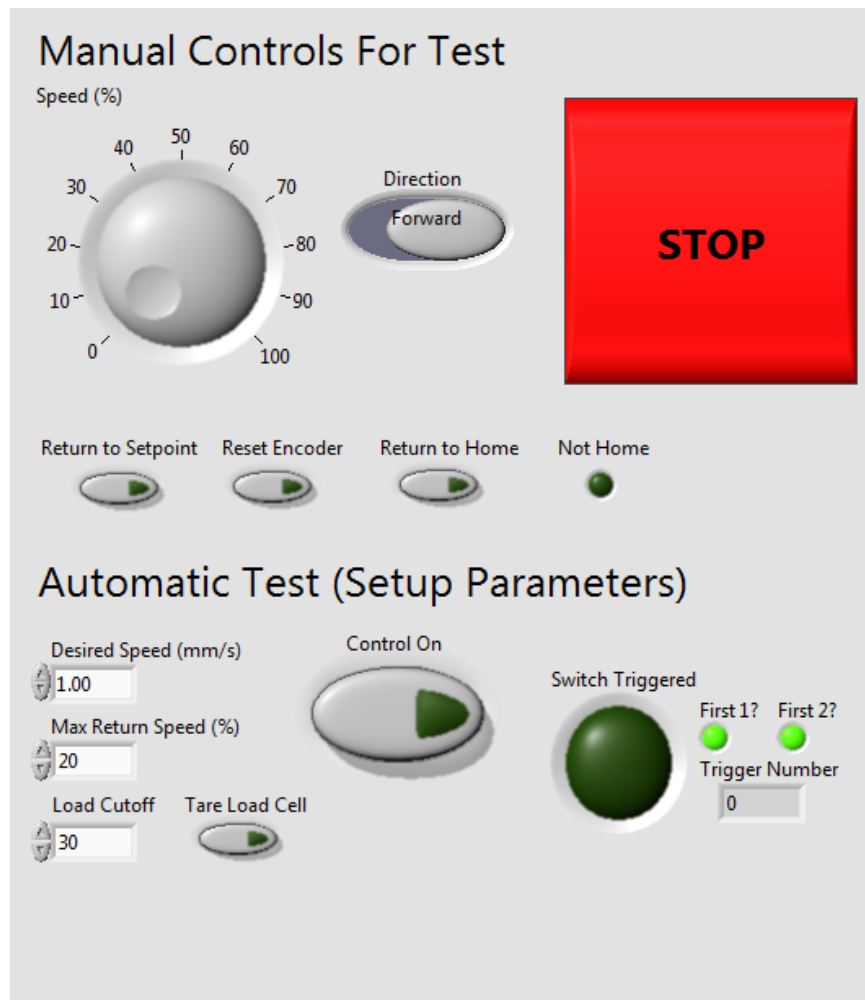 Manual Controls For Test
Speed (%)
0
10
20
30
40
50
60
70
80
90
100
Direction
Forward
STOP
Return to Setpoint
Reset Encoder
Return to Home
Not Home
Automatic Test (Setup Parameters)
Desired Speed (mm/s)
1.00
Max Return Speed (%)
20
Load Cutoff
30
Tare Load Cell
Control On
Switch Triggered
First 1?
First 2?
Trigger Number
0